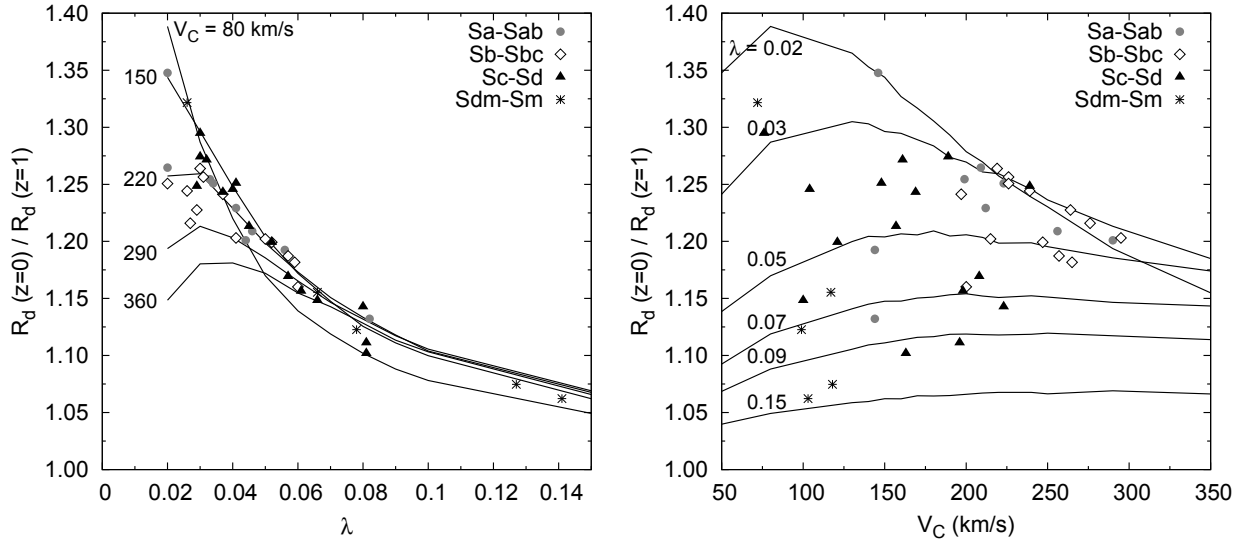 R_d (z=0) / R_d (z=1)
1.40
1.30
1.25
1.20
1.15
1.10
1.05
1.00
V_C = 80 km/s
150
220
290
360
Sa-Sab
Sb-Sbc
Sc-Sd
Sdm-Sm
0 0.02 0.04 0.06 0.08 0.1 0.12 0.14
λ
R_d (z=0) / R_d (z=1)
1.40
1.35
1.30
1.25
1.20
1.15
1.10
1.05
1.00
λ = 0.02
0.03
0.05
0.07
0.09
0.15
Sa-Sab
Sb-Sbc
Sc-Sd
Sdm-Sm
50 100 150 200 250 300 350
V_C (km/s)